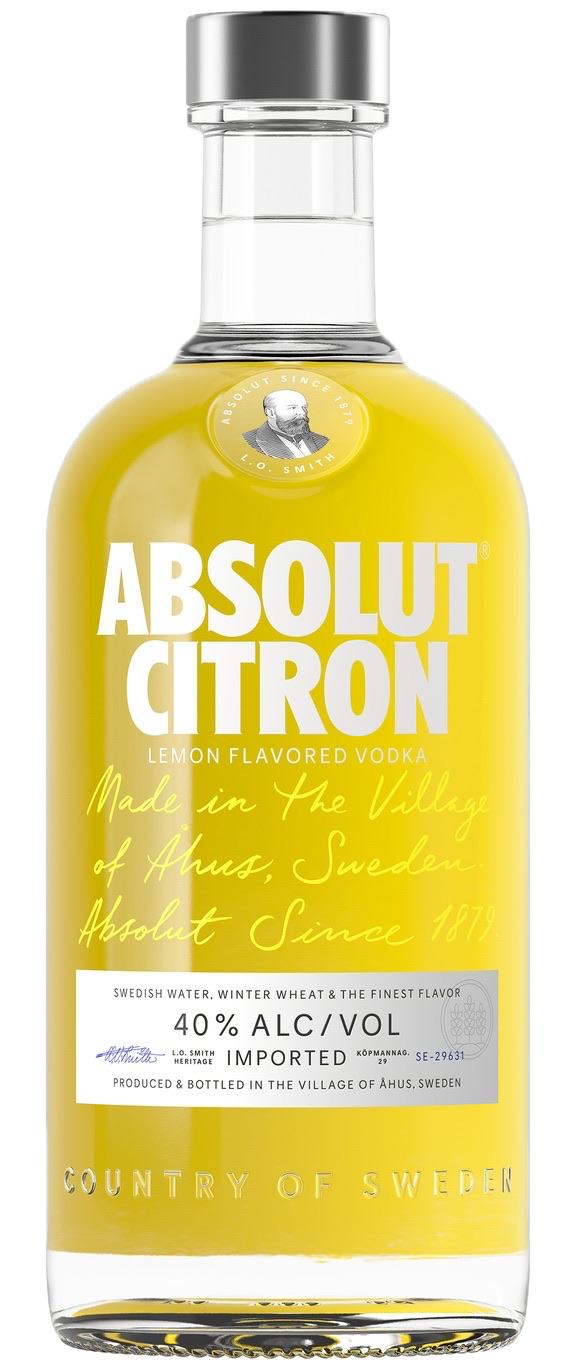 ABSOLUT SINCE 1879
L.O. SMITH
ABSOLUT®
CITRON
LEMON FLAVORED VODKA
Made in the Village
of Åhus, Sweden.
Absolut Since 1879.
SWEDISH WATER, WINTER WHEAT & THE FINEST FLAVOR
40% ALC/VOL
L.O. SMITH HERITAGE IMPORTED KÖPMANNAG. 29 SE-29631
PRODUCED & BOTTLED IN THE VILLAGE OF ÅHUS, SWEDEN
COUNTRY OF SWEDEN